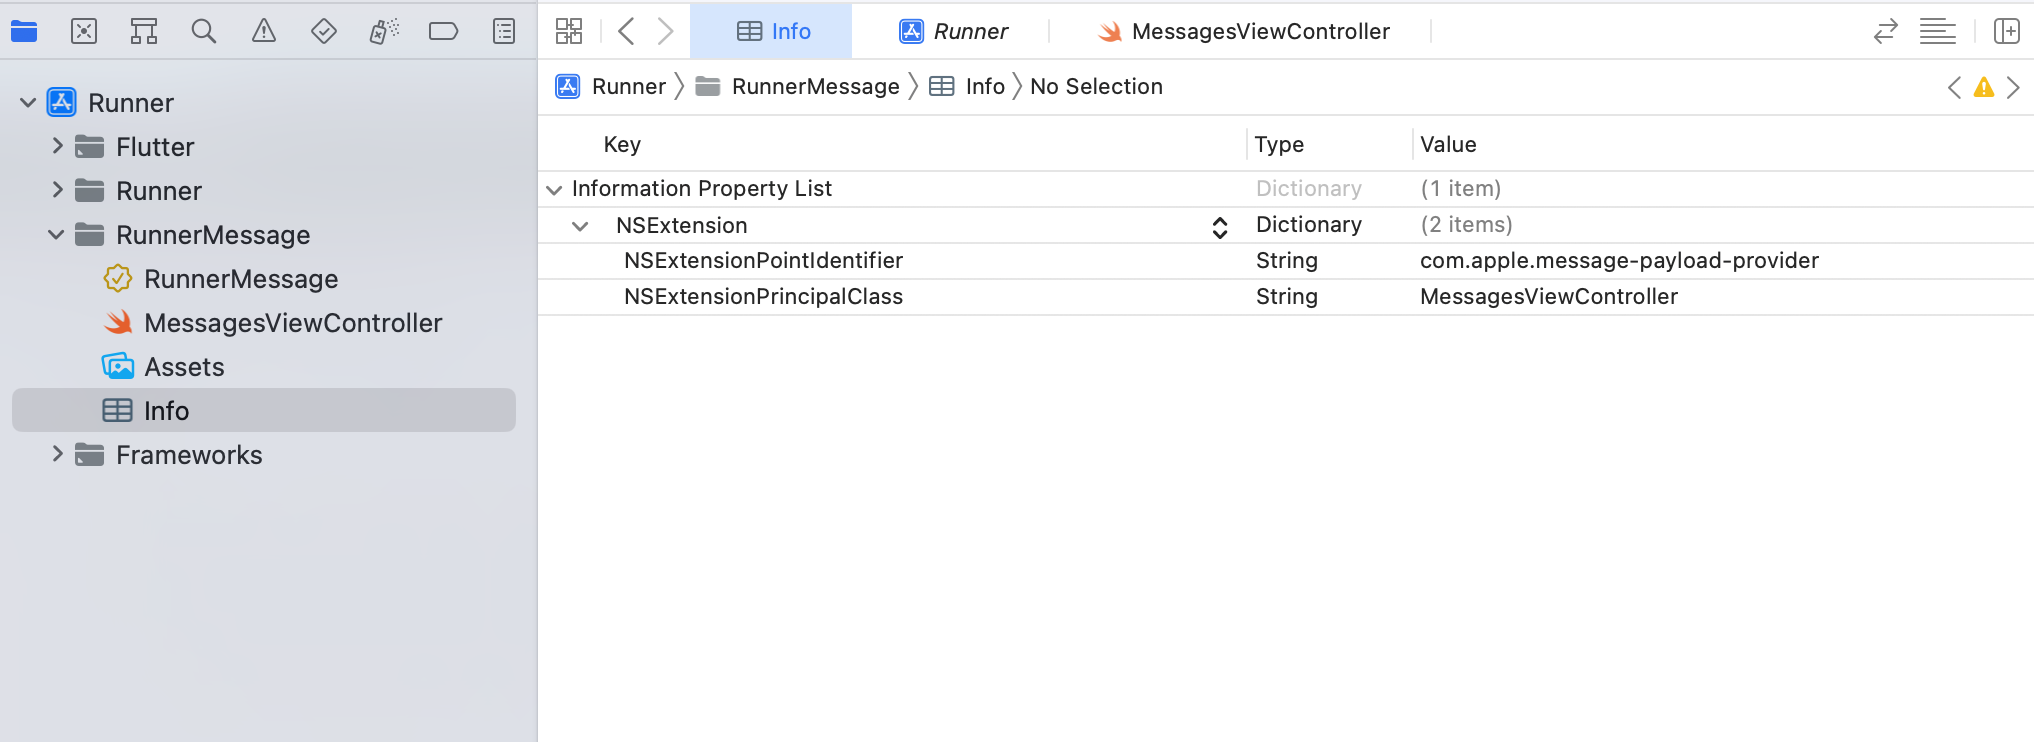 Info
Runner
MessagesViewController
Runner
RunnerMessage
Info
No Selection
Runner
Flutter
Runner
RunnerMessage
RunnerMessage
MessagesViewController
Assets
Info
Frameworks
Key Type Value
Information Property List Dictionary (1 item)
NSExtension Dictionary (2 items)
NSExtensionPointIdentifier String com.apple.message-payload-provider
NSExtensionPrincipalClass String MessagesViewController